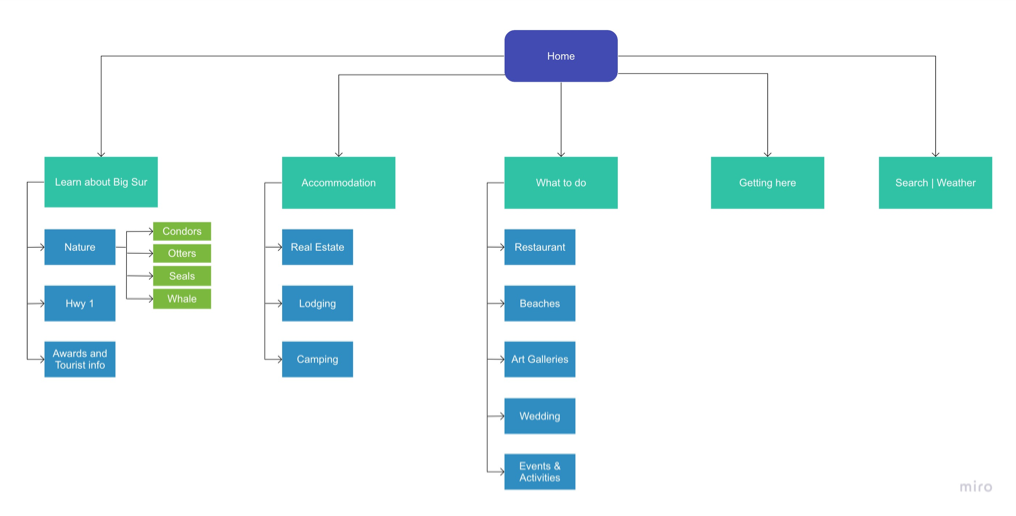 Home
Learn about Big Sur
Accommodation
What to do
Getting here
Search | Weather
Nature
Condors
Otters
Seals
Whale
Hwy 1
Awards and
Tourist info
Real Estate
Lodging
Camping
Restaurant
Beaches
Art Galleries
Wedding
Events &
Activities
miro